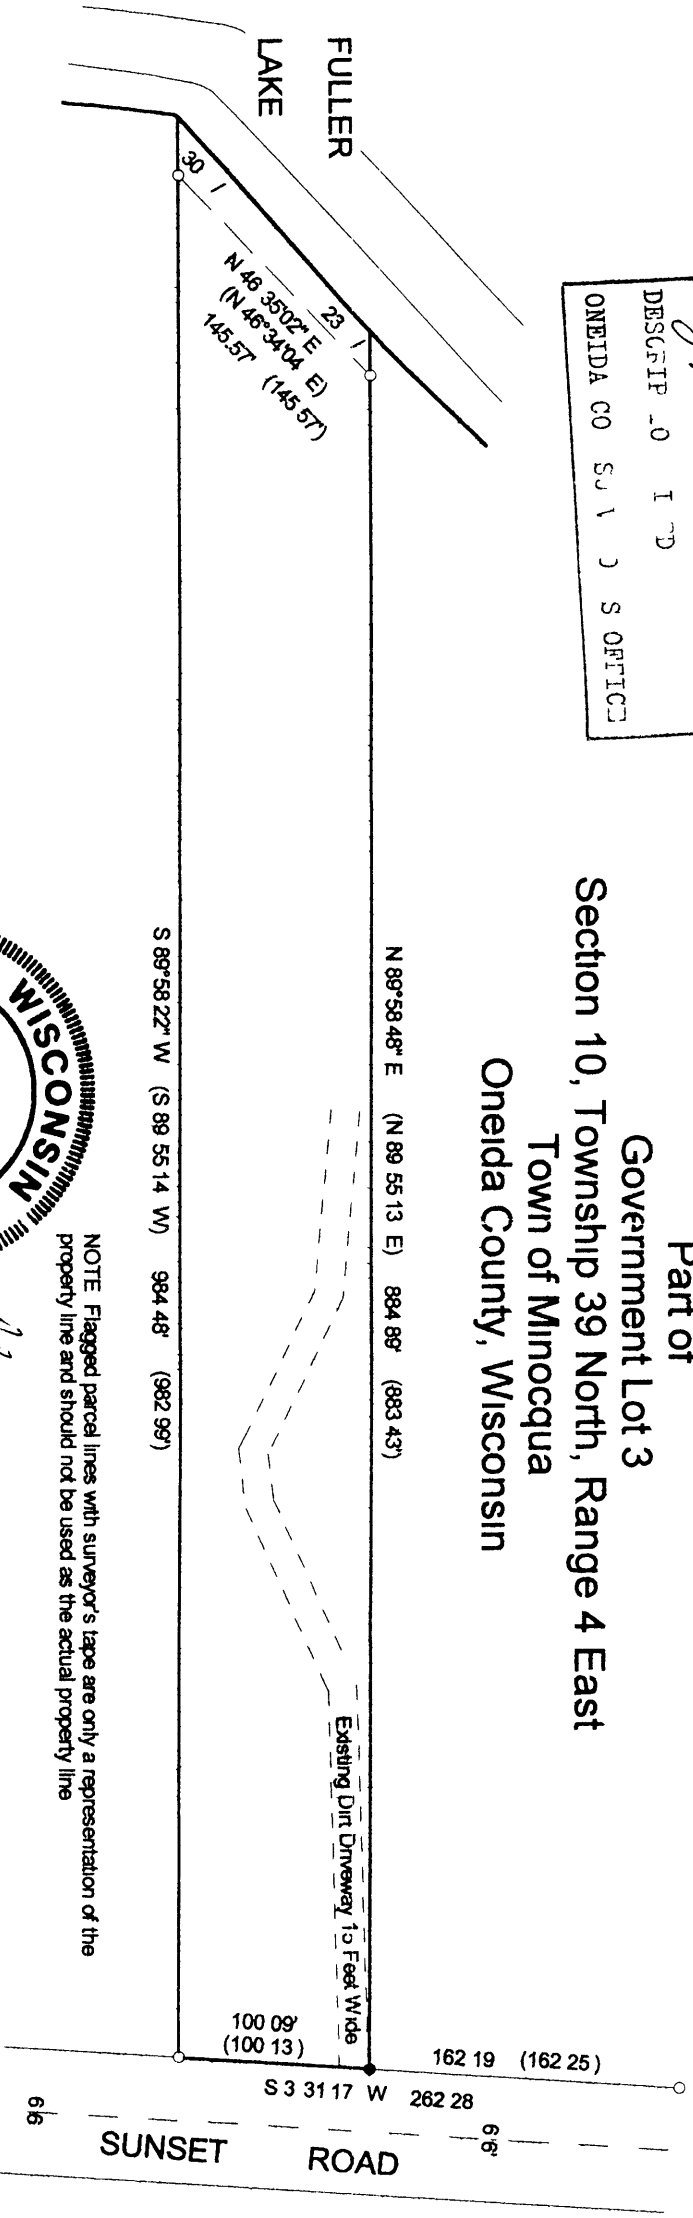 Part of
Government Lot 3
Section 10, Township 39 North, Range 4 East
Town of Minocqua
Oneida County, Wisconsin
ONEIDA CO
FULLER
LAKE
30
23
N 46 35'02" E
(N 46°34'04 E)
145.57' (145 57')
N 89°58 48" E (N 89 55 13 E) 884 89' (883 43')
S 89°58 22" W (S 89 55 14 W) 984 48' (982 99')
Existing Dirt Driveway Feet Wide
100 09'
(100 13 )
162 19 (162 25 )
S 3 31 17 W 262 28
66
66
SUNSET ROAD
WISCONSIN
NOTE Flagged parcel lines with surveyor's tape are only a representation of the
property line and should not be used as the actual property line